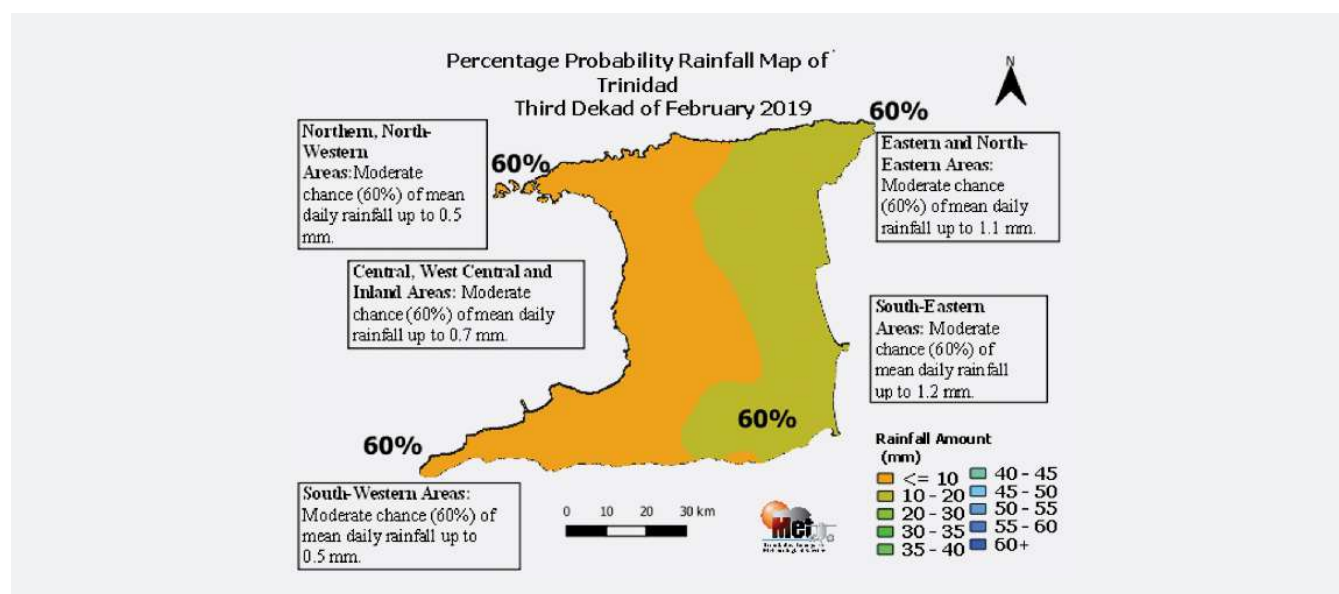 Percentage Probability Rainfall Map of
Trinidad
Third Dekad of February 2019
N
60%
Northern, North-
Western
Areas:Moderate
chance (60%) of mean
daily rainfall up to 0.5
mm.
60%
Eastern and North-
Eastern Areas:
Moderate chance
(60%) of mean daily
rainfall up to 1.1 mm.
Central, West Central and
Inland Areas: Moderate
chance (60%) of mean daily
rainfall up to 0.7 mm.
South-Eastern
Areas: Moderate
chance (60%) of
mean daily rainfall
up to 1.2 mm.
60%
60%
South-Western Areas:
Moderate chance (60%) of
mean daily rainfall up to
0.5 mm.
0 10 20 30 km
Met
Rainfall Amount
(mm)
<= 10
10 - 20
20 - 30
30 - 35
35 - 40
40 - 45
45 - 50
50 - 55
55 - 60
60+